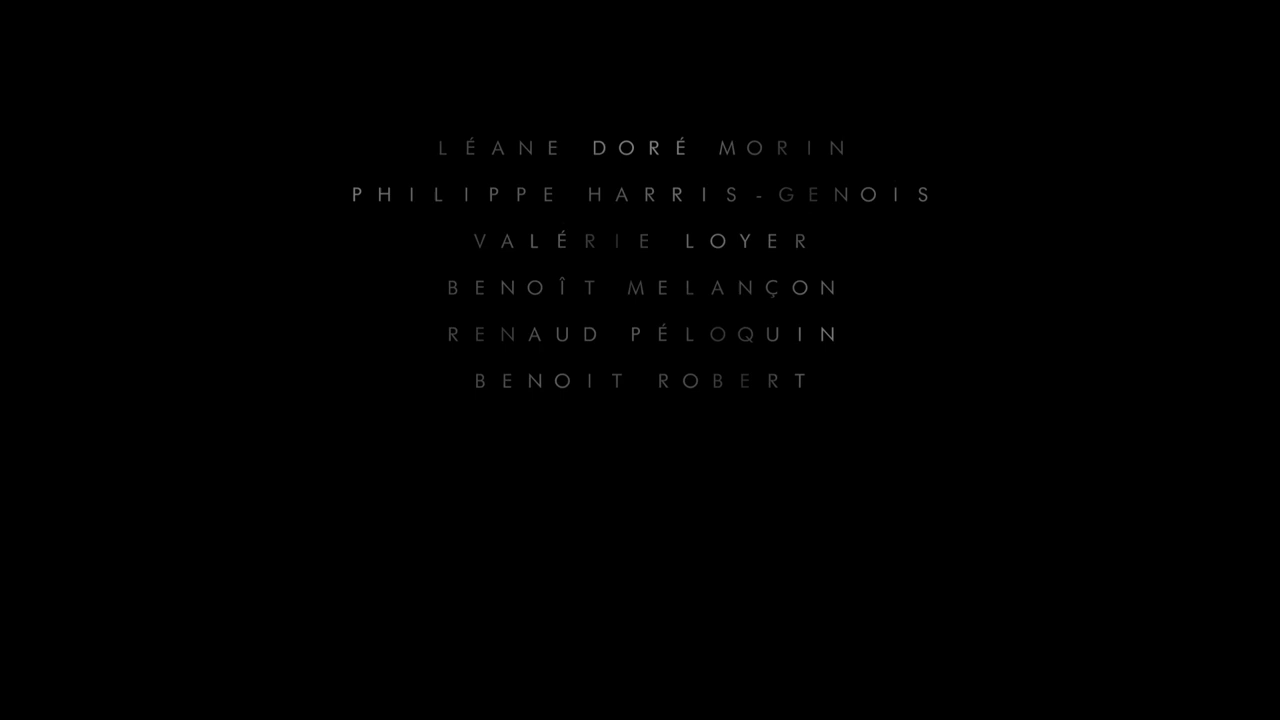 LÉANE DORÉ MORIN
PHILIPPE HARRIS-GENOIS
VALÉRIE LOYER
BENOÎT MELANÇON
RENAUD PÉLOQUIN
BENOIT ROBERT